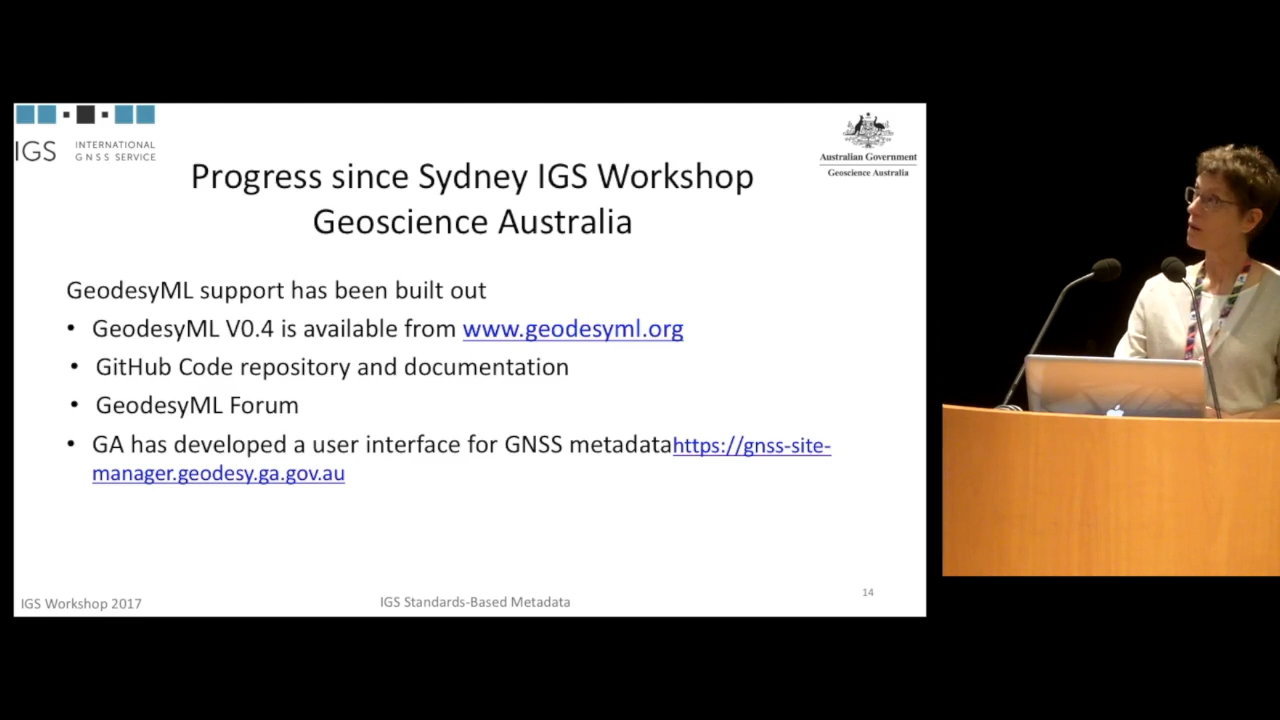 IGS
INTERNATIONAL
GNSS SERVICE
Australian Government
Geoscience Australia
Progress since Sydney IGS Workshop
Geoscience Australia
GeodesyML support has been built out
• GeodesyML V0.4 is available from www.geodesyml.org
• GitHub Code repository and documentation
• GeodesyML Forum
• GA has developed a user interface for GNSS metadatahttps://gnss-site-
manager.geodesy.ga.gov.au
IGS Workshop 2017
IGS Standards-Based Metadata
14